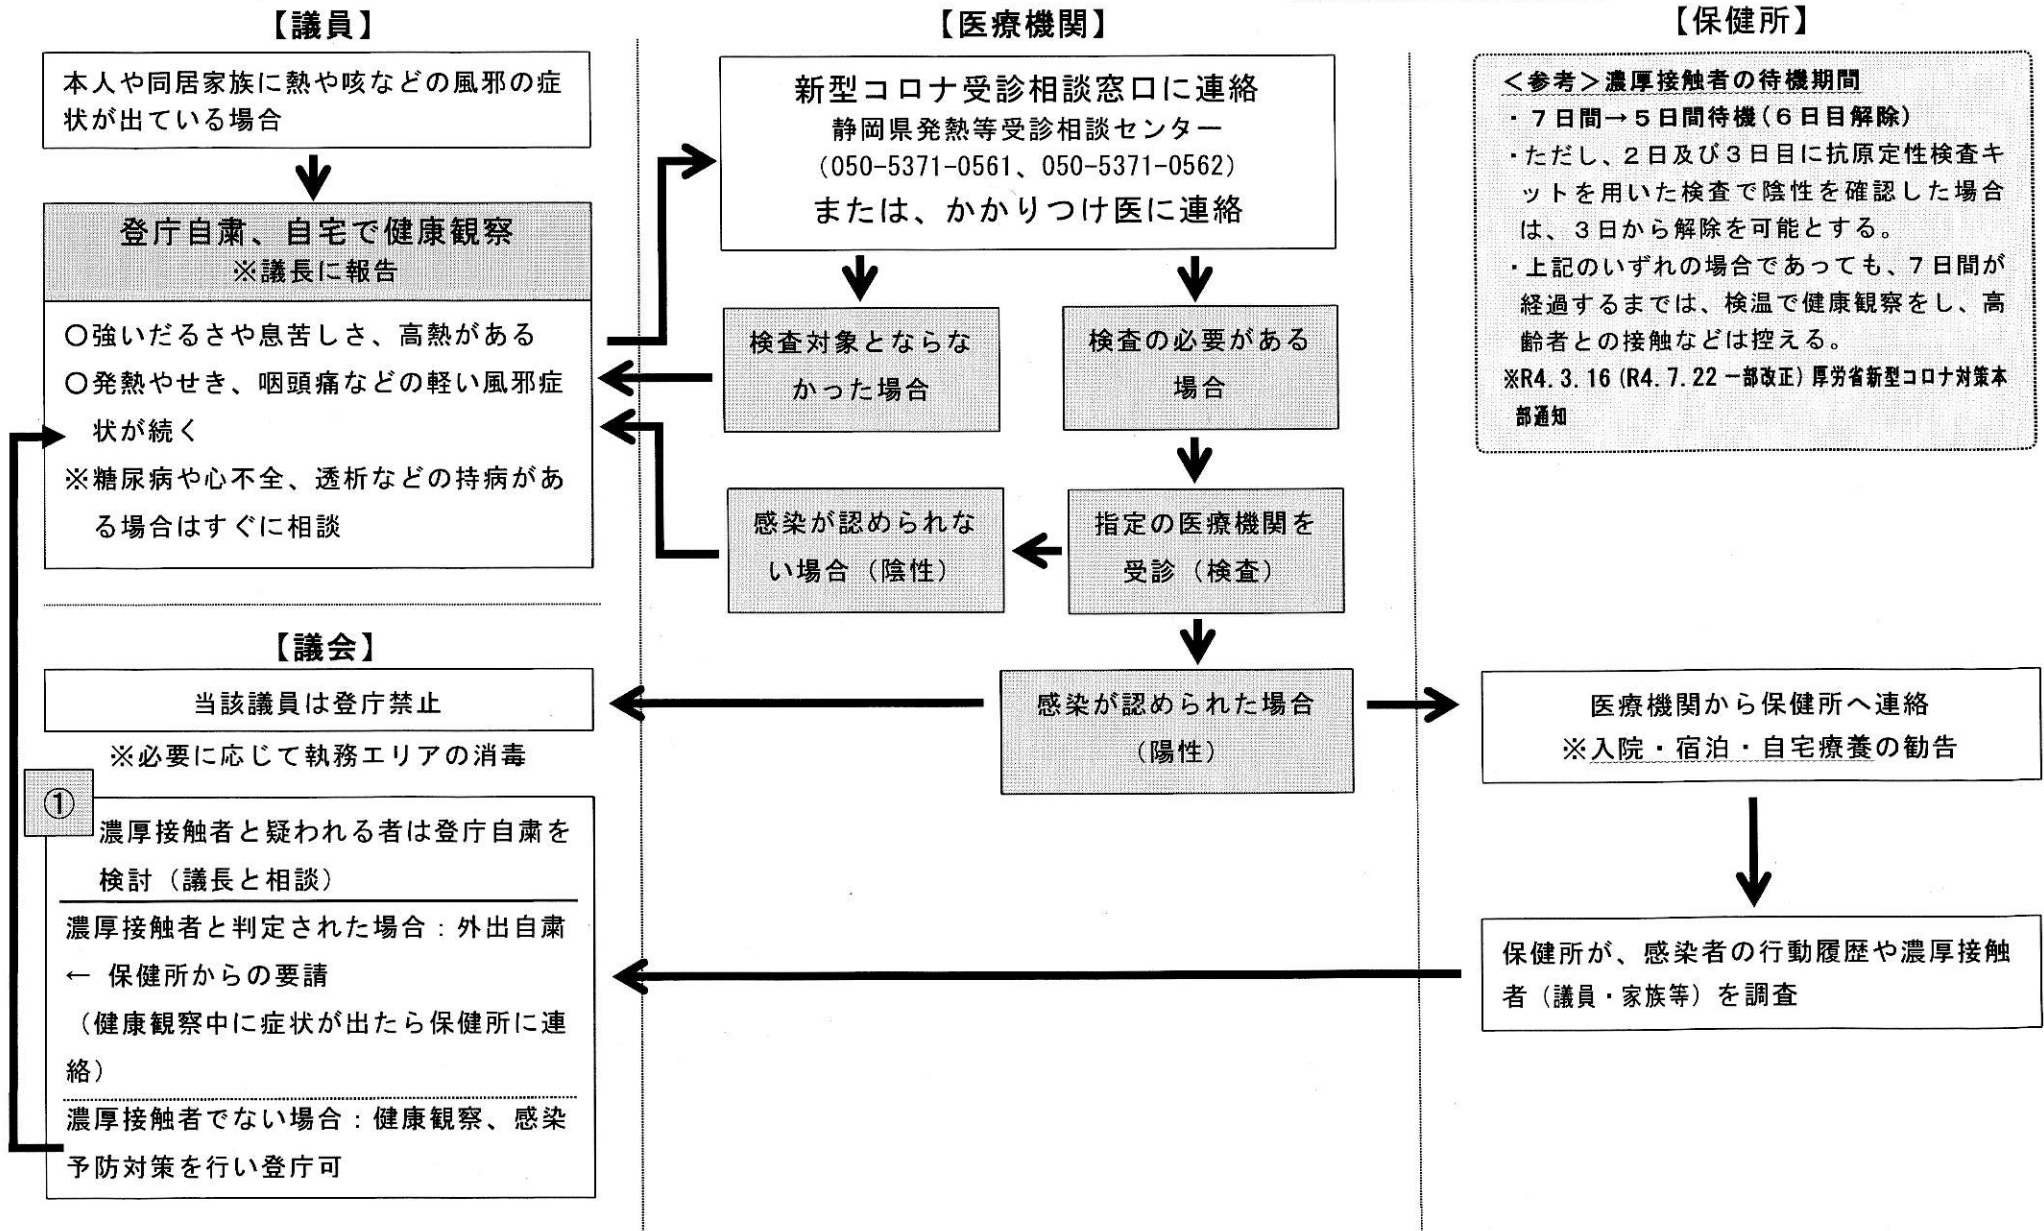 【議員】
本人や同居家族に熱や咳などの風邪の症
状が出ている場合
登庁自粛、自宅で健康観察
※議長に報告
〇強いだるさや息苦しさ、高熱がある
〇発熱やせき、咽頭痛などの軽い風邪症
状が続く
※糖尿病や心不全、透析などの持病があ
る場合はすぐに相談
【議会】
当該議員は登庁禁止
※必要に応じて執務エリアの消毒
①
濃厚接触者と疑われる者は登庁自粛を
検討（議長と相談）
濃厚接触者と判定された場合：外出自粛
← 保健所からの要請
（健康観察中に症状が出たら保健所に連
絡）
濃厚接触者でない場合：健康観察、感染
予防対策を行い登庁可
【医療機関】
新型コロナ受診相談窓口に連絡
静岡県発熱等受診相談センター
（050-5371-0561、050-5371-0562）
または、かかりつけ医に連絡
検査対象とならな
かった場合
検査の必要がある
場合
感染が認められな
い場合（陰性）
指定の医療機関を
受診（検査）
感染が認められた場合
（陽性）
【保健所】
＜参考＞濃厚接触者の待機期間
・７日間→５日間待機（６日目解除）
・ただし、２日及び３日目に抗原定性検査キ
ットを用いた検査で陰性を確認した場合
は、３日から解除を可能とする。
・上記のいずれの場合であっても、７日間が
経過するまでは、検温で健康観察をし、高
齢者との接触などは控える。
※R4.3.16（R4.7.22 一部改正）厚労省新型コロナ対策本
部通知
医療機関から保健所へ連絡
※入院・宿泊・自宅療養の勧告
保健所が、感染者の行動履歴や濃厚接触
者（議員・家族等）を調査